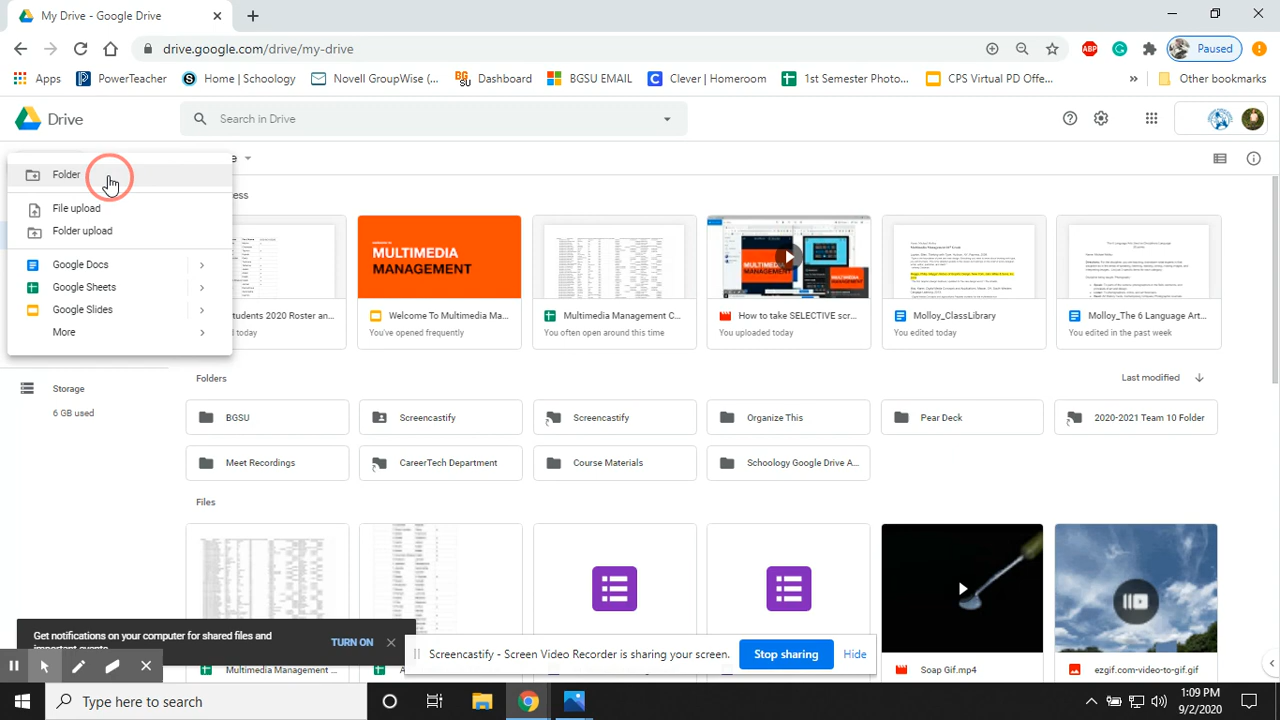 My Drive - Google Drive
drive.google.com/drive/my-drive
ABP
Paused
Apps
PowerTeacher
Home | Schoology
Novell GroupWise (...
Dashboard
BGSU EMAIL
Clever | Homeroom
1st Semester Photo...
CPS Virtual PD Offe...
»
Other bookmarks
Drive
Search in Drive
Folder
File upload
Folder upload
Google Docs
Google Sheets
Google Slides
More
Storage
6 GB used
udents 2020 Roster an...
today
MULTIMEDIA
MANAGEMENT
Welcome To Multimedia Ma...
You've opened frequently
Multimedia Management C...
You often open around this time
How to take SELECTIVE scr...
You uploaded today
Molloy_ClassLibrary
You edited today
Molloy_The 6 Language Art...
You edited in the past week
Folders
Last modified
BGSU
Screencastify
Screencastify
Organize This
Pear Deck
2020-2021 Team 10 Folder
Meet Recordings
CareerTech Department
Course Materials
Schoology Google Drive A...
Files
Get notifications on your computer for shared files and
important events.
TURN ON
Screencastify - Screen Video Recorder is sharing your screen.
Stop sharing
Hide
Multimedia Management ...
Soap Gif.mp4
ezgif.com-video-to-gif.gif
Type here to search
1:09 PM
9/2/2020